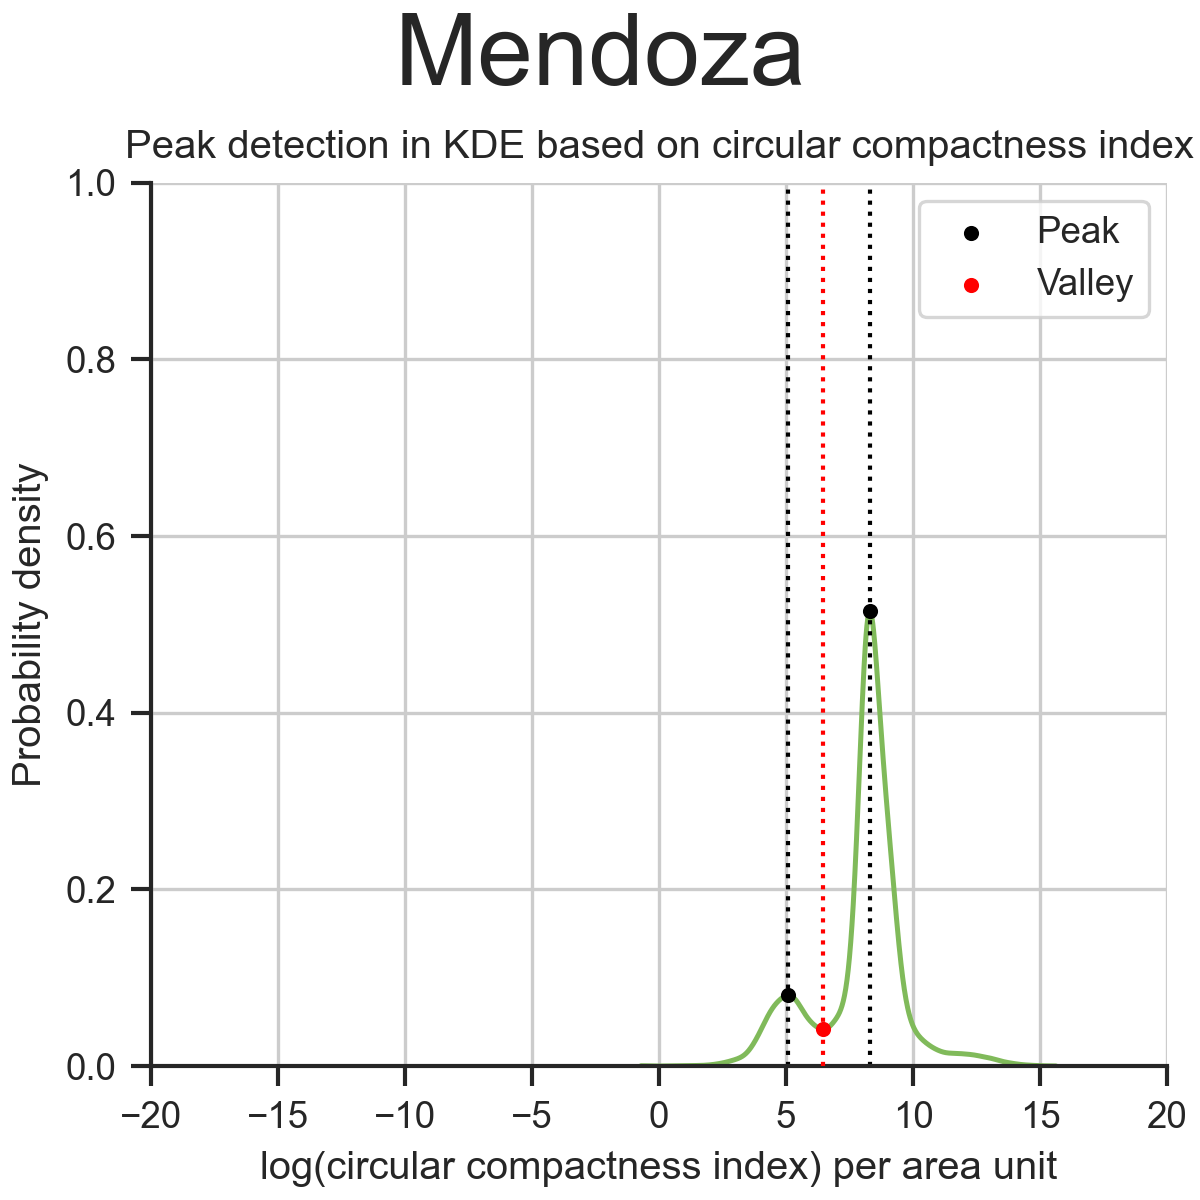 Mendoza
Peak detection in KDE based on circular compactness index
1.0
0.8
0.6
0.4
0.2
0.0
Probability density
Peak
Valley
−20 −15 −10 −5 0 5 10 15 20
log(circular compactness index) per area unit